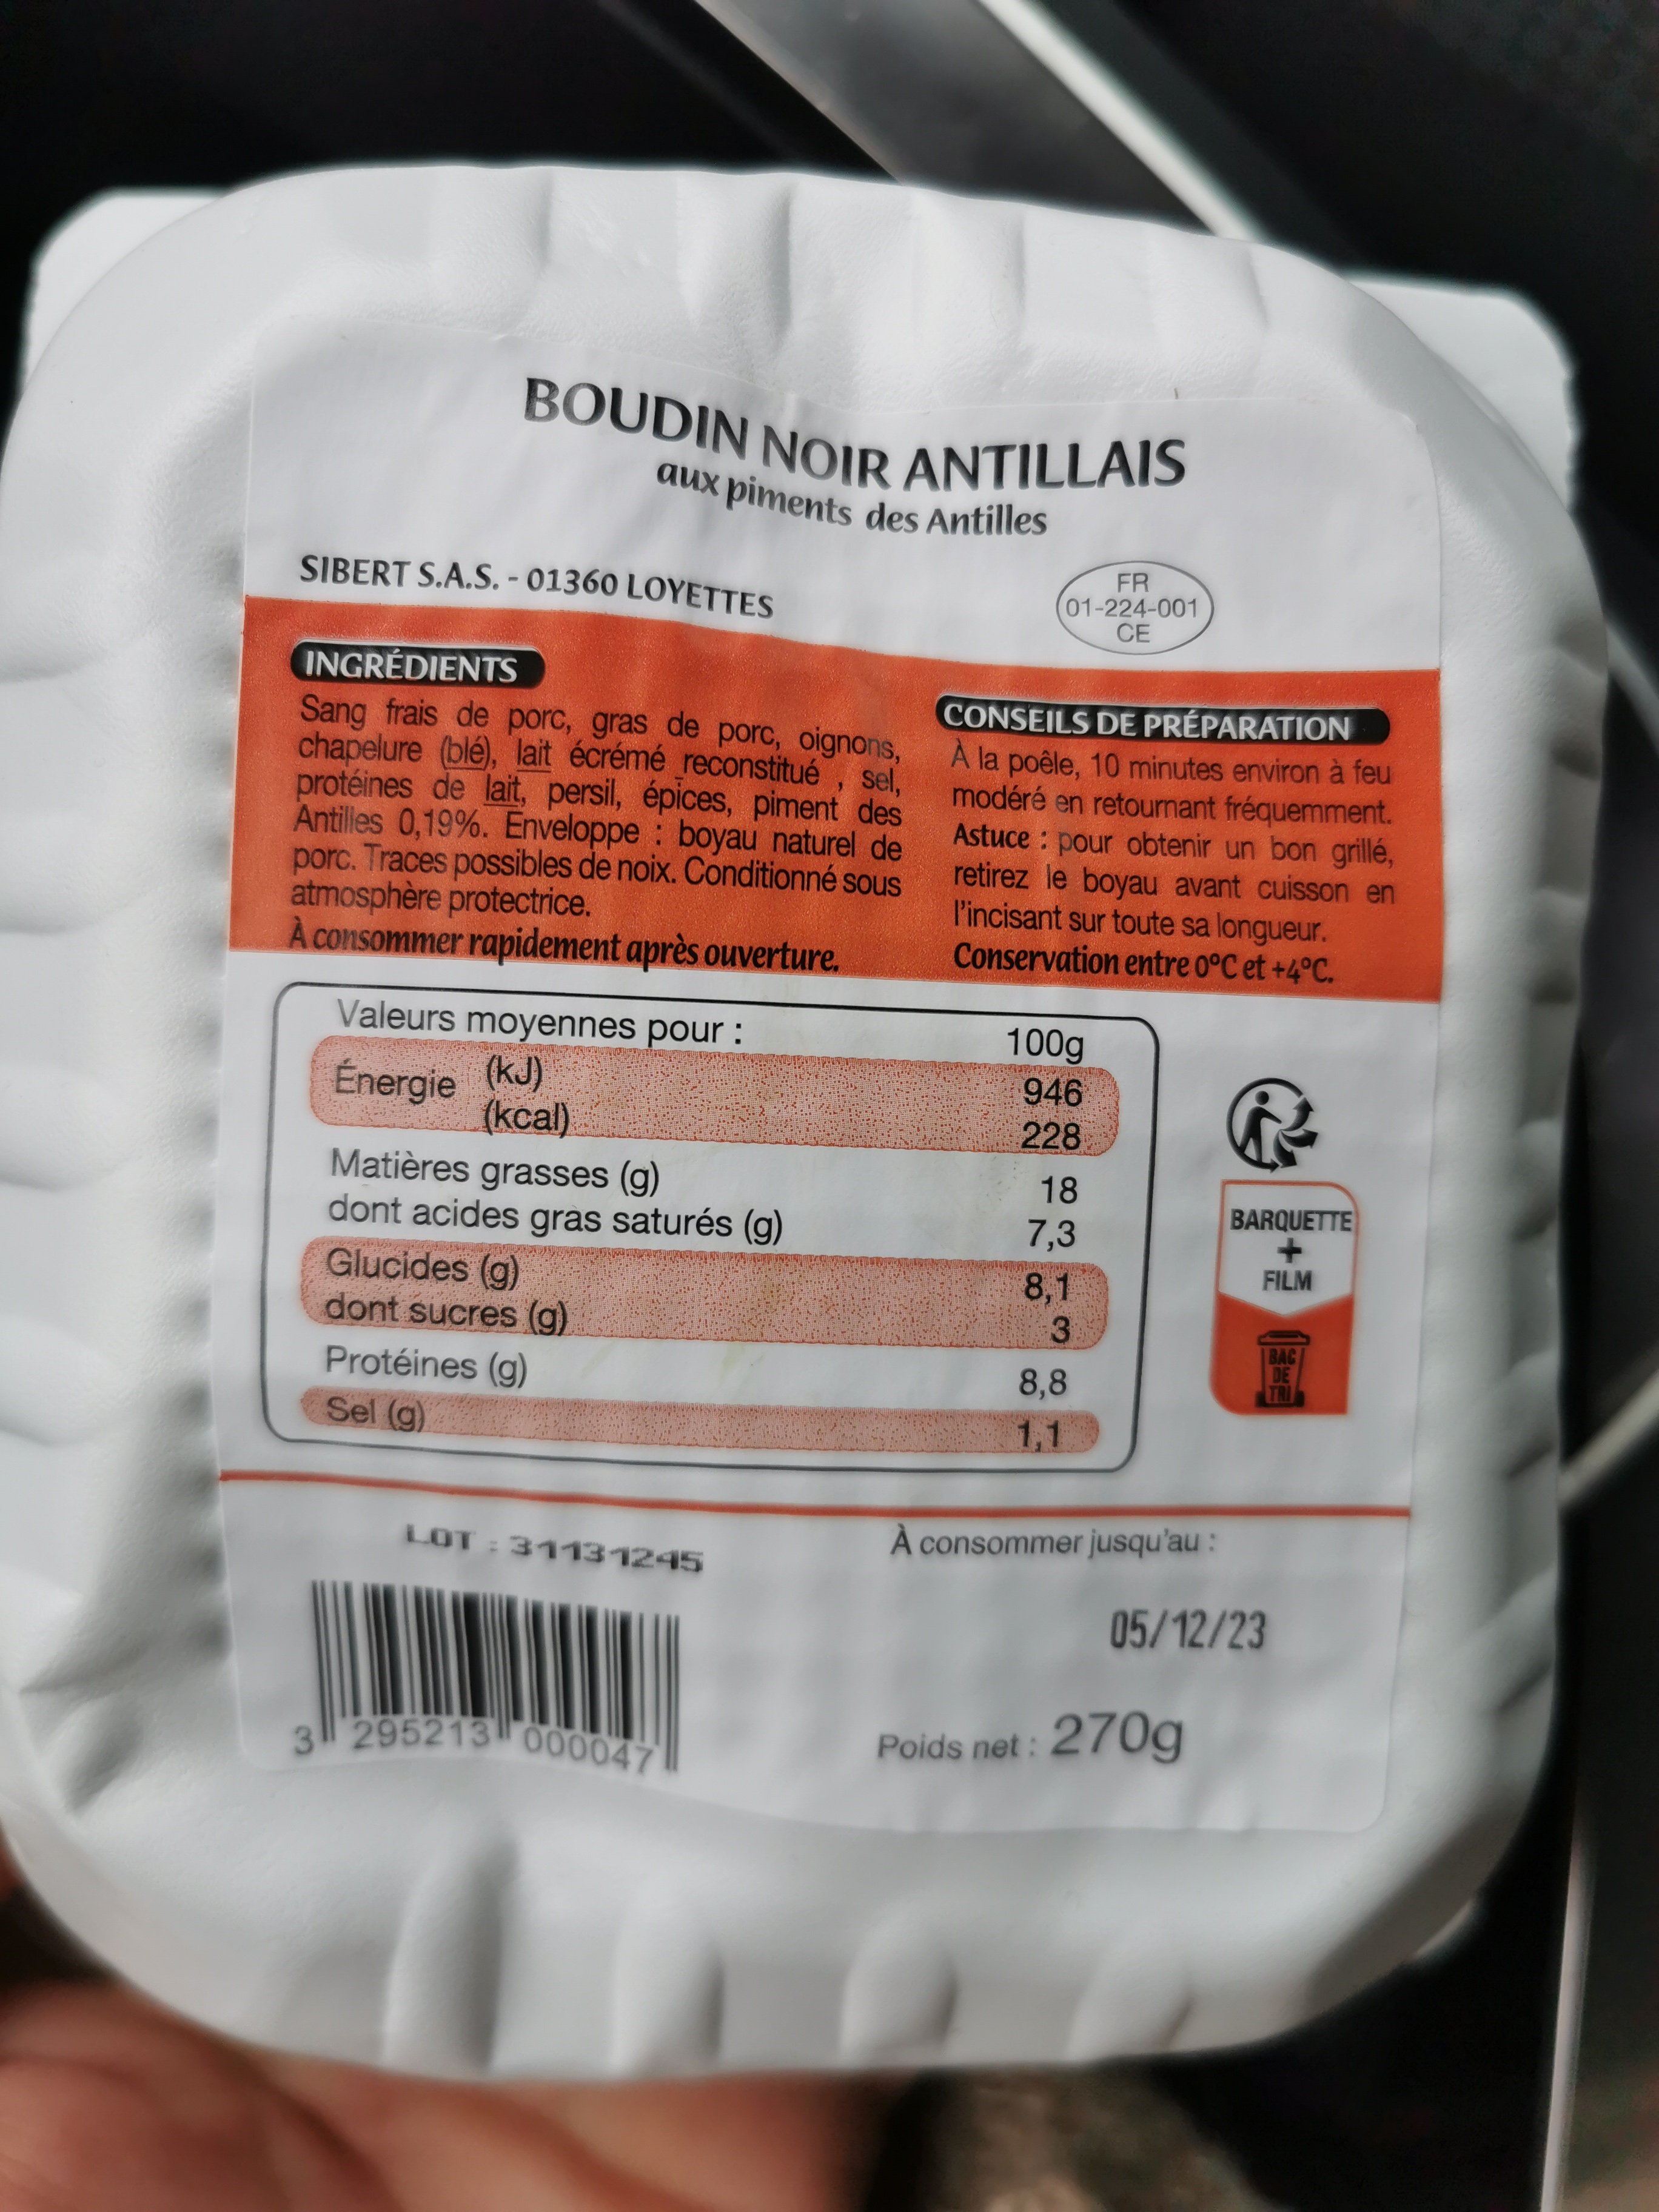 BOUDIN NOIR ANTILLAIS
aux piments des Antilles
SIBERT S.A.S. - 01360 LOYETTES
FR
01-224-001
CE
INGRÉDIENTS
Sang frais de porc, gras de porc, oignons,
chapelure (blé), lait écrémé reconstitué , sel,
protéines de lait, persil, épices, piment des
Antilles 0,19%. Enveloppe : boyau naturel de
porc. Traces possibles de noix. Conditionné sous
atmosphère protectrice.
À consommer rapidement après ouverture.
CONSEILS DE PRÉPARATION
À la poêle, 10 minutes environ à feu
modéré en retournant fréquemment.
Astuce : pour obtenir un bon grillé,
retirez le boyau avant cuisson en
l'incisant sur toute sa longueur.
Conservation entre 0°C et +4°C.
Valeurs moyennes pour : 100g
Énergie (kJ) 946
(kcal) 228
Matières grasses (g) 18
dont acides gras saturés (g) 7,3
Glucides (g) 8,1
dont sucres (g) 3
Protéines (g) 8,8
Sel (g) 1,1
BARQUETTE
+
FILM
BAC
DE
TRI
LOT : 31131245
À consommer jusqu'au :
05/12/23
3 295213 000047
Poids net : 270g